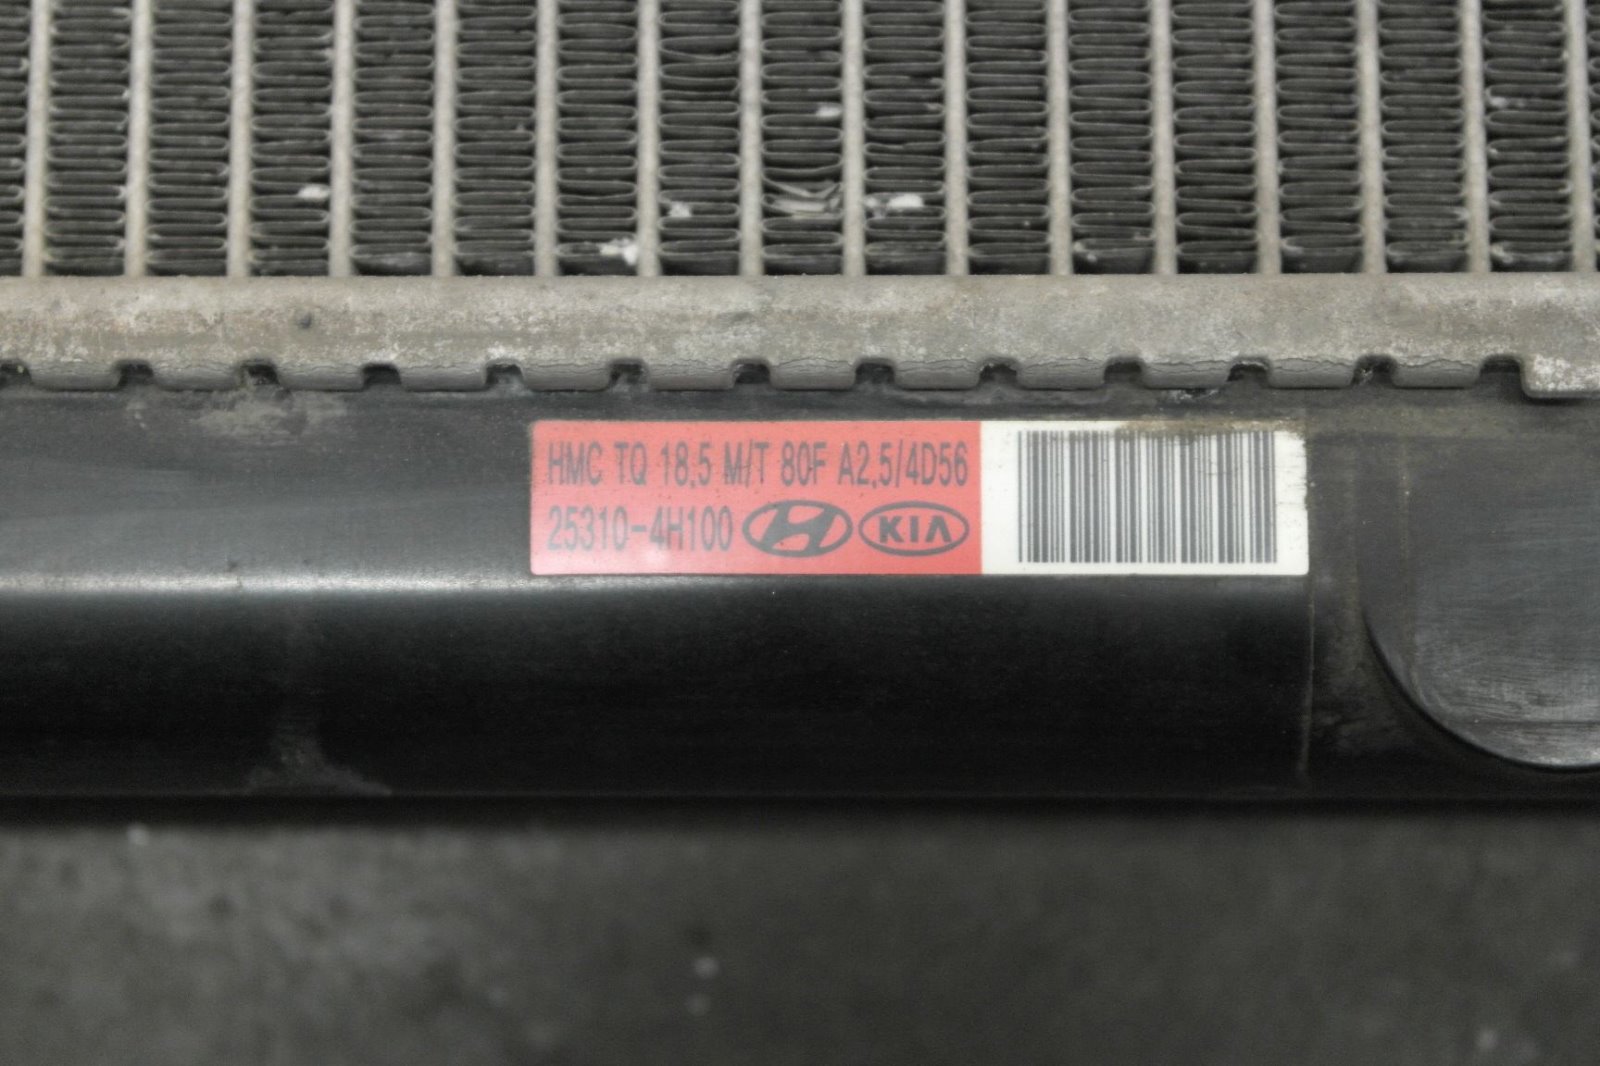 HMC TQ 18.5 M/T 80F A2.5/4D56
25310-4H100 KIA